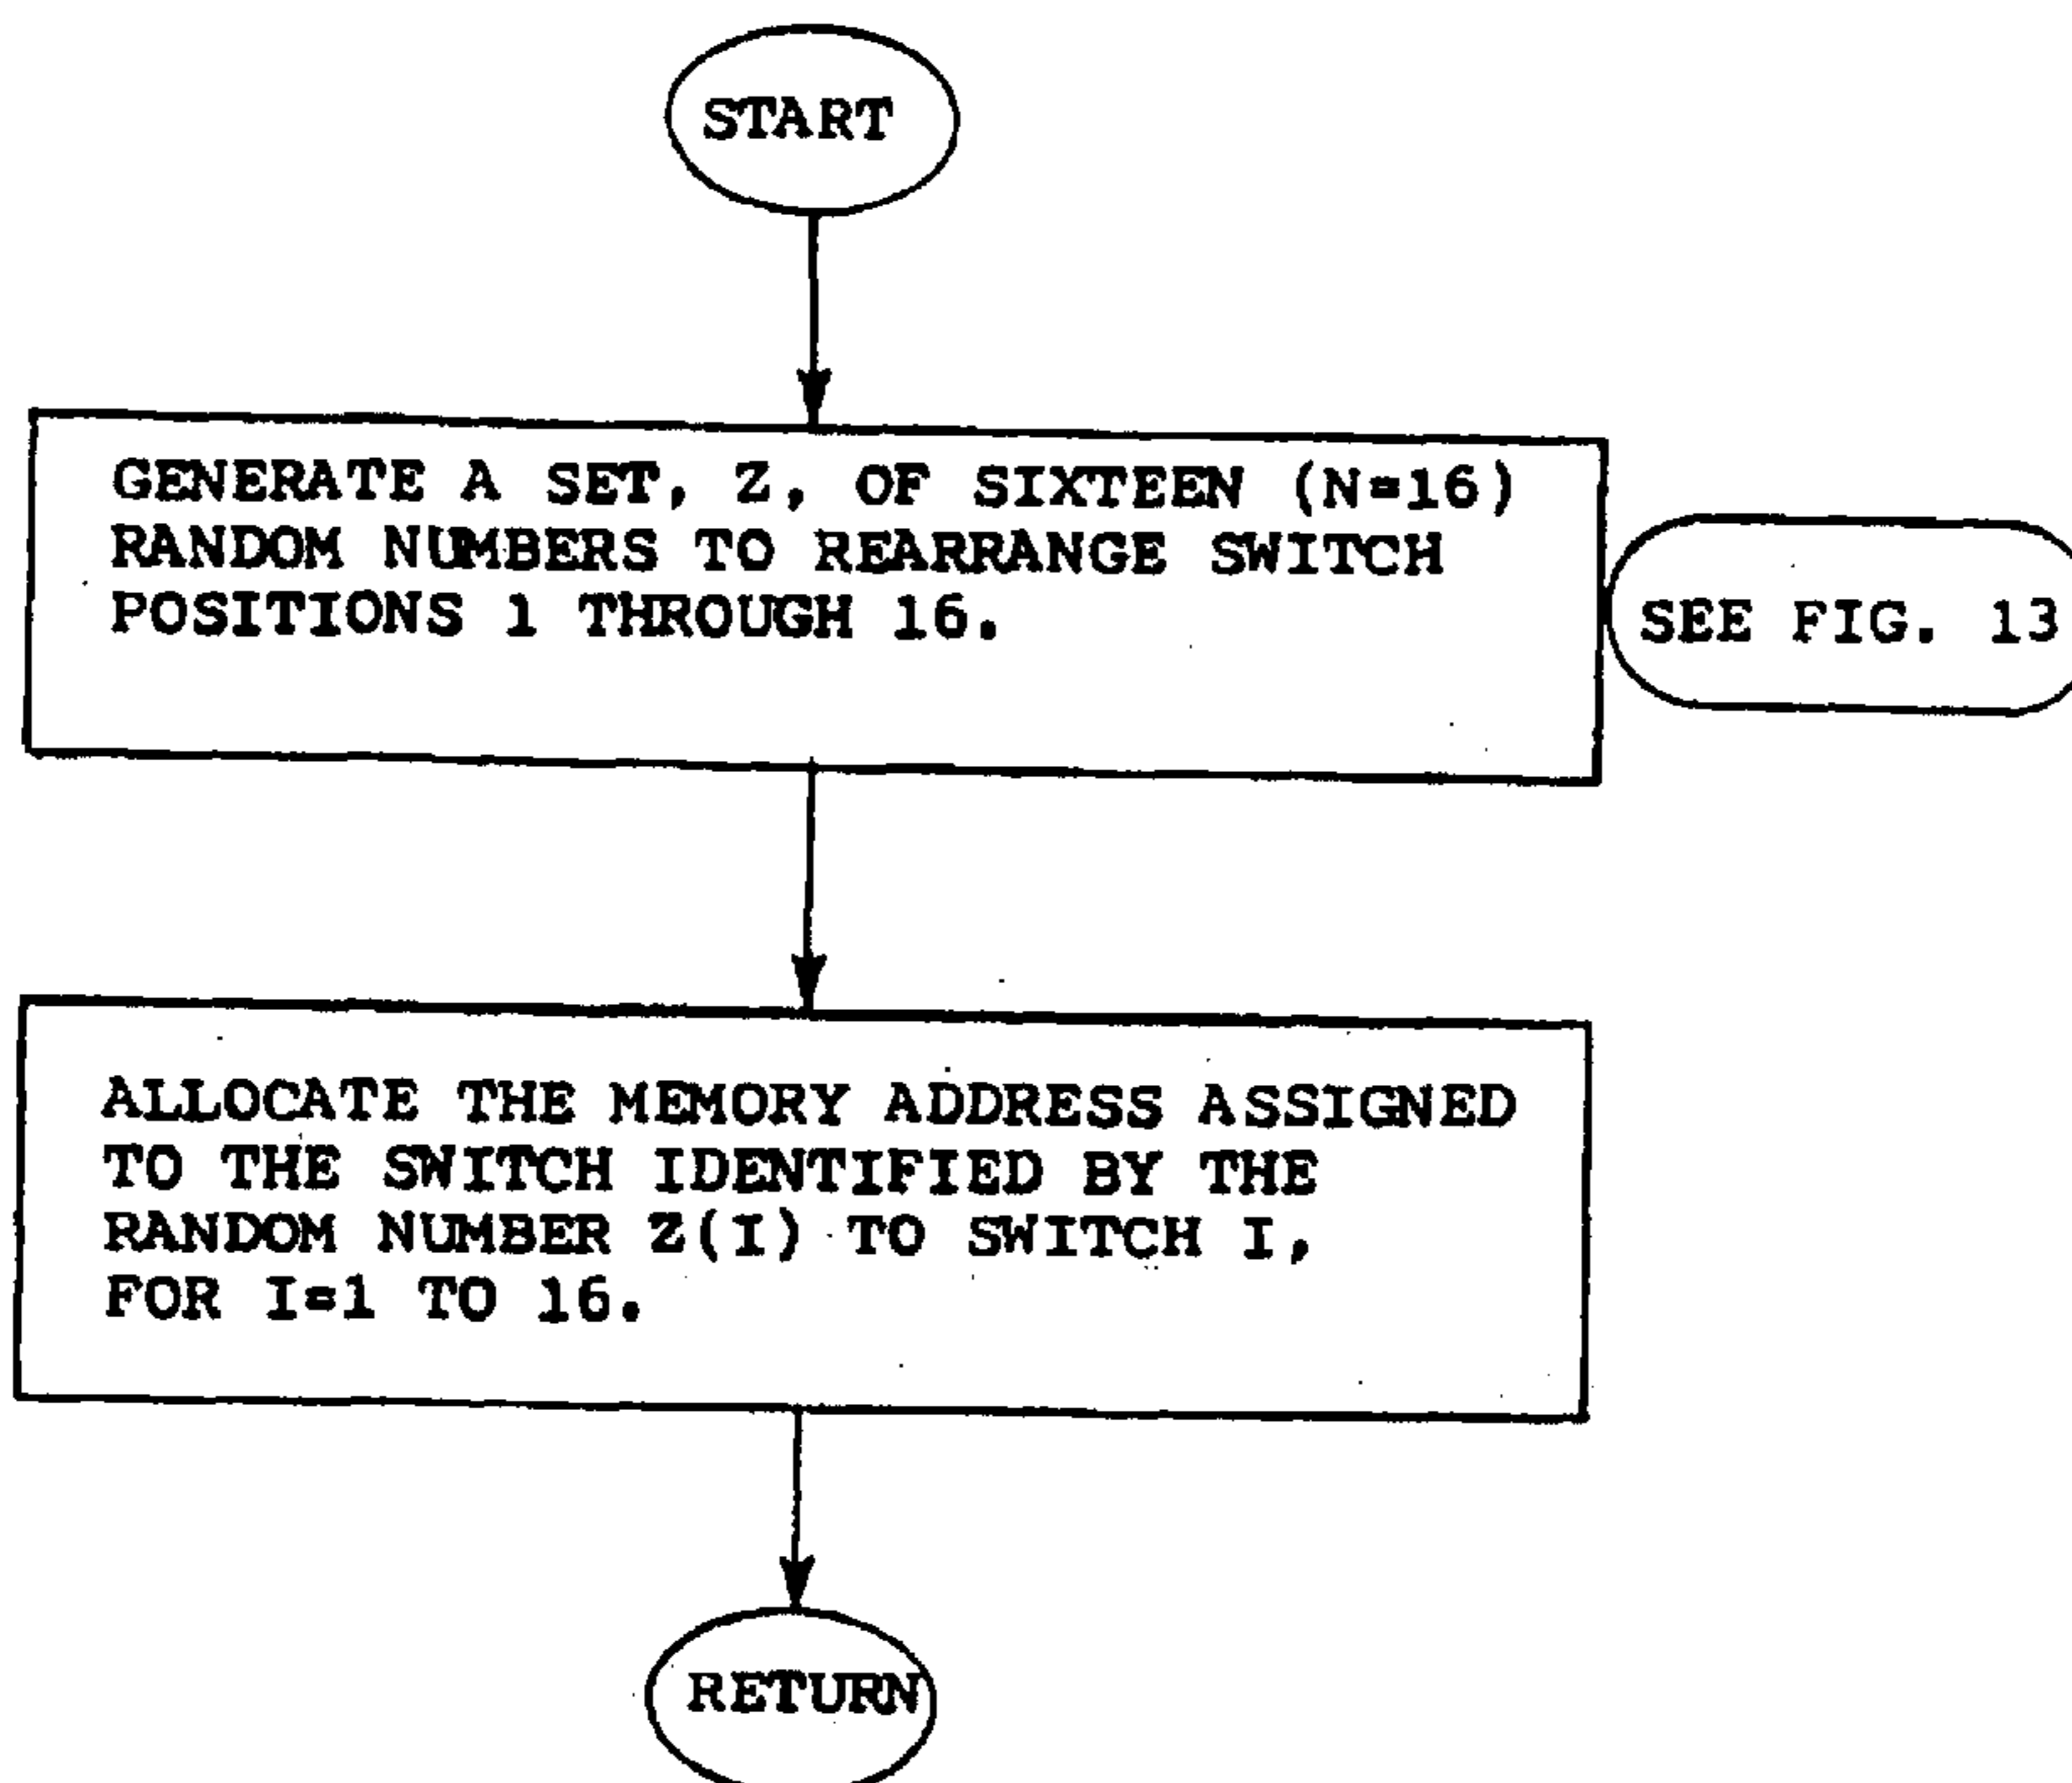 START
GENERATE A SET, Z, OF SIXTEEN (N=16)
RANDOM NUMBERS TO REARRANGE SWITCH
POSITIONS 1 THROUGH 16.
SEE FIG. 13
ALLOCATE THE MEMORY ADDRESS ASSIGNED
TO THE SWITCH IDENTIFIED BY THE
RANDOM NUMBER Z(I) TO SWITCH I,
FOR I=1 TO 16.
RETURN